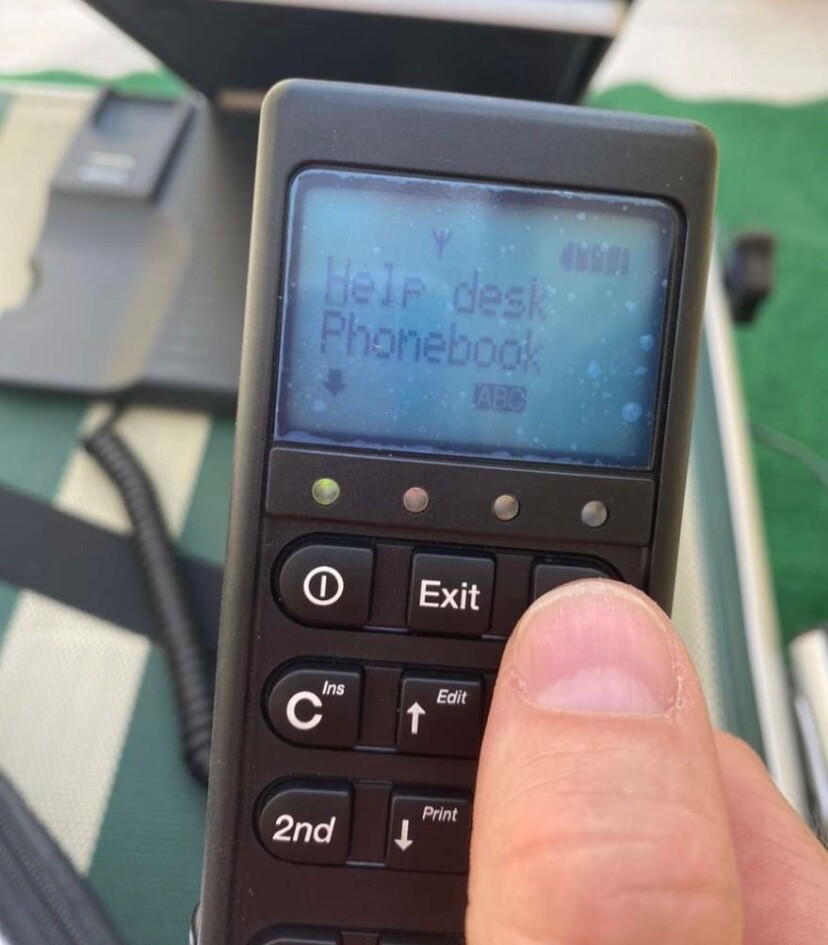 Help desk
Phonebook
ABC
Exit
C Ins
Edit
2nd
Print